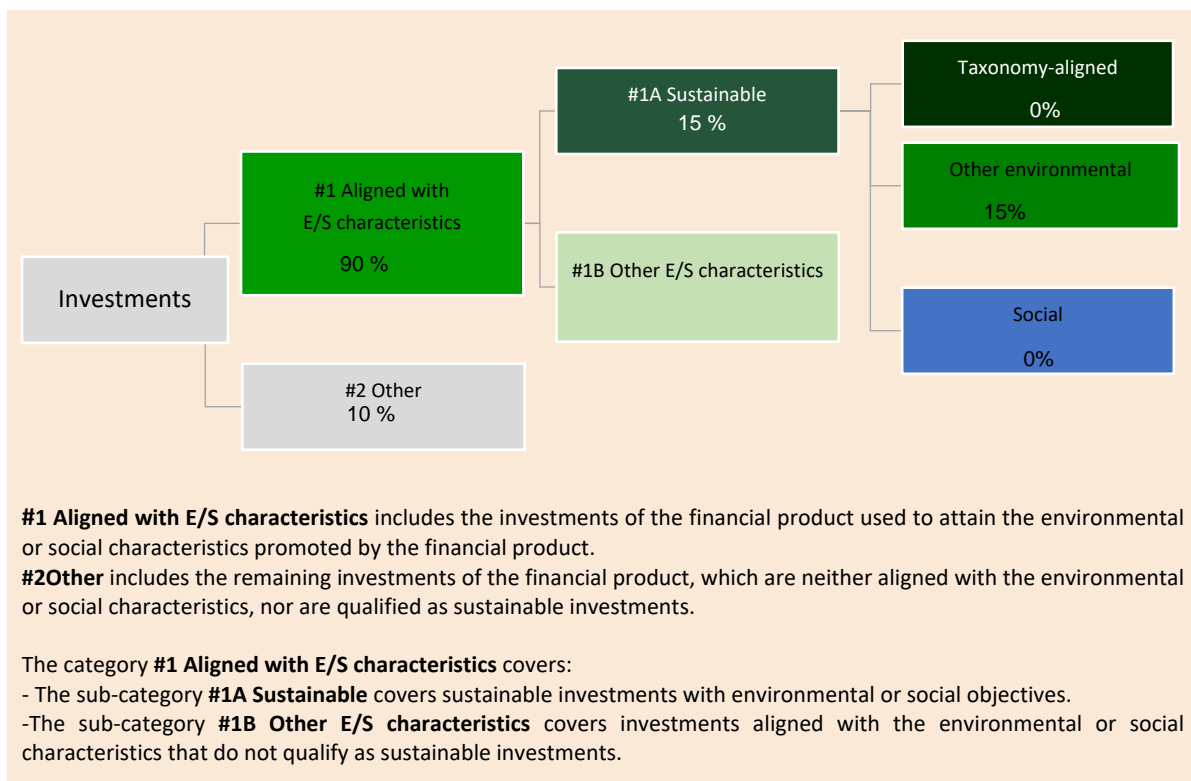 Investments
#1 Aligned with
E/S characteristics
90 %
#2 Other
10 %
#1A Sustainable
15 %
#1B Other E/S characteristics
Taxonomy-aligned
0%
Other environmental
15%
Social
0%
#1 Aligned with E/S characteristics includes the investments of the financial product used to attain the environmental
or social characteristics promoted by the financial product.
#2Other includes the remaining investments of the financial product, which are neither aligned with the environmental
or social characteristics, nor are qualified as sustainable investments.
The category #1 Aligned with E/S characteristics covers:
- The sub-category #1A Sustainable covers sustainable investments with environmental or social objectives.
-The sub-category #1B Other E/S characteristics covers investments aligned with the environmental or social
characteristics that do not qualify as sustainable investments.